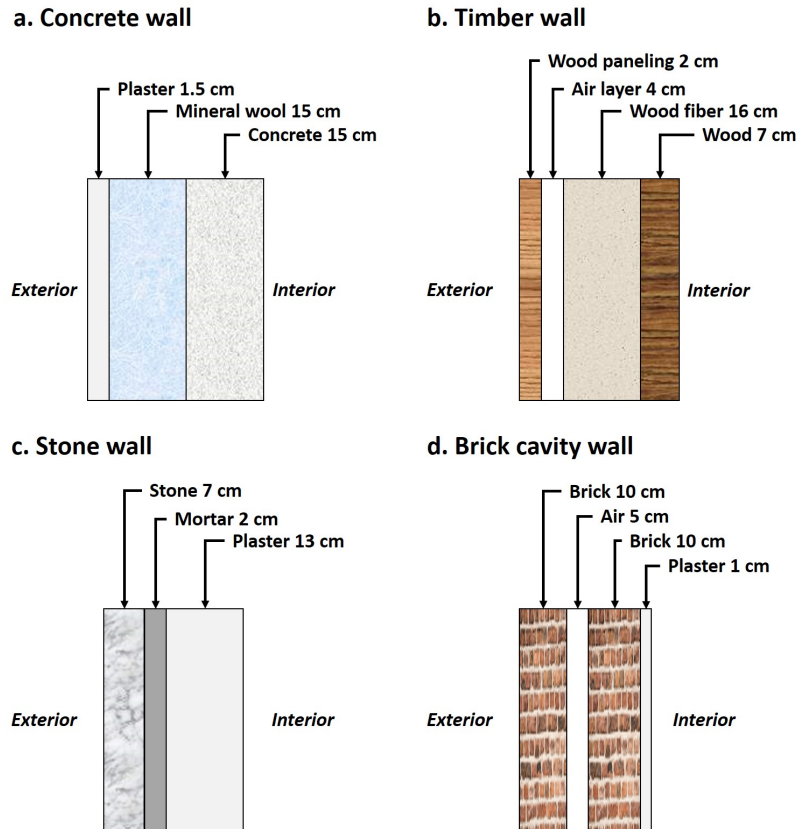 a. Concrete wall
Plaster 1.5 cm
Mineral wool 15 cm
Concrete 15 cm
Exterior
Interior
b. Timber wall
Wood paneling 2 cm
Air layer 4 cm
Wood fiber 16 cm
Wood 7 cm
Exterior
Interior
c. Stone wall
Stone 7 cm
Mortar 2 cm
Plaster 13 cm
Exterior
Interior
d. Brick cavity wall
Brick 10 cm
Air 5 cm
Brick 10 cm
Plaster 1 cm
Exterior
Interior